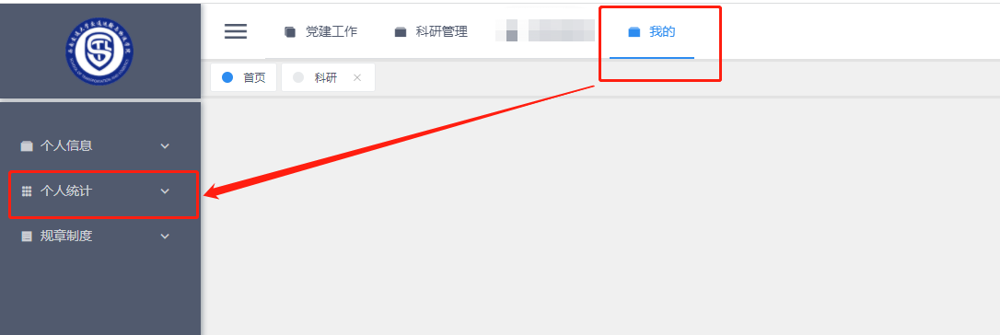 党建工作
科研管理
我的
首页
科研
个人信息
个人统计
规章制度